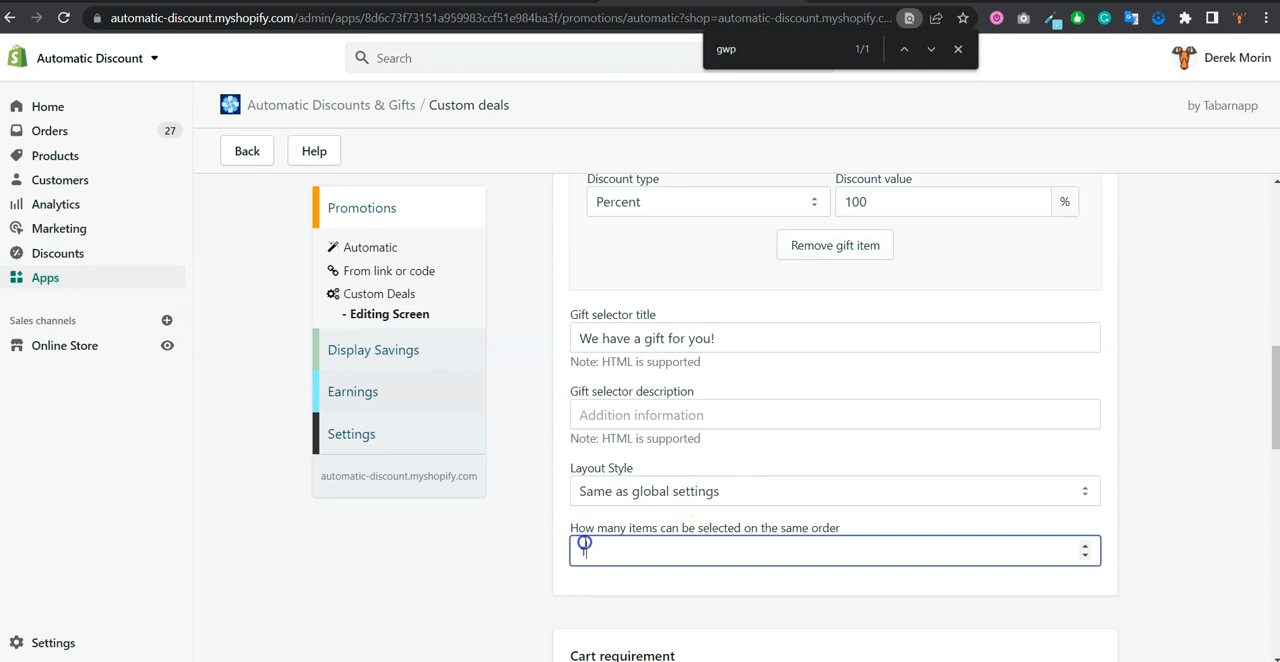 automatic-discount.myshopify.com/admin/apps/8d6c73f73151a959983ccf51e984ba3f/promotions/automatic?shop=automatic-discount.myshopify.c...
gwp 1/1
Automatic Discount
Search
Derek Morin
Home
Orders 27
Products
Customers
Analytics
Marketing
Discounts
Apps
Sales channels
Online Store
Settings
Automatic Discounts & Gifts / Custom deals
by Tabarnapp
Back Help
Promotions
Automatic
From link or code
Custom Deals
- Editing Screen
Display Savings
Earnings
Settings
automatic-discount.myshopify.com
Discount type Discount value
Percent 100 %
Remove gift item
Gift selector title
We have a gift for you!
Note: HTML is supported
Gift selector description
Addition information
Note: HTML is supported
Layout Style
Same as global settings
How many items can be selected on the same order
Cart requirement